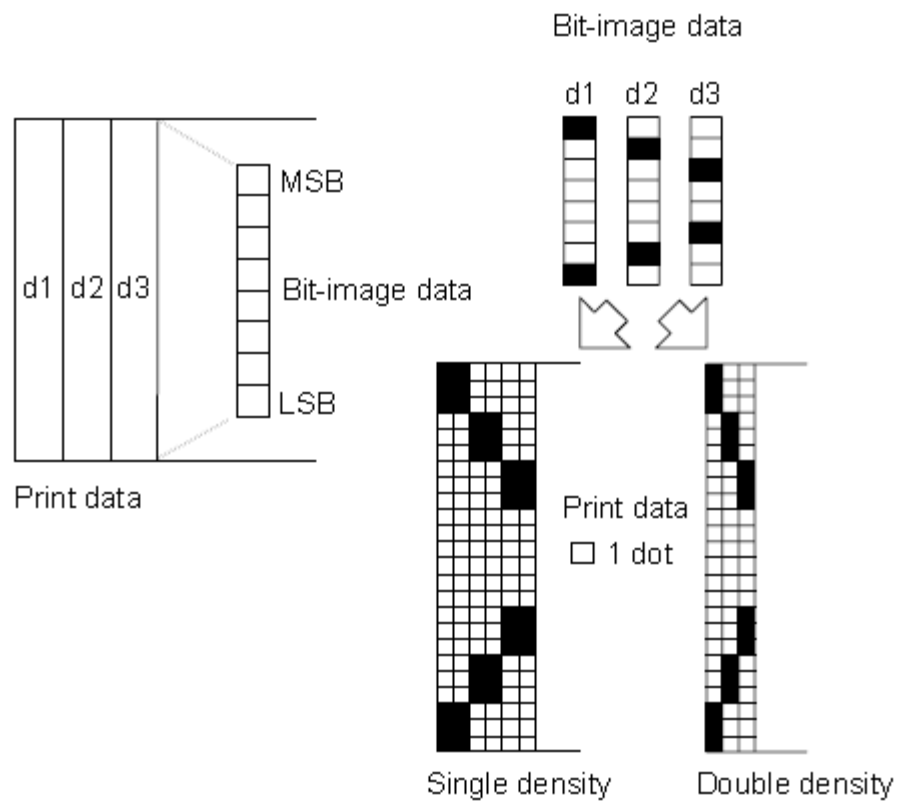 Bit-image data
d1 d2 d3
MSB
d1 d2 d3
Bit-image data
LSB
Print data
Print data
1 dot
Single density
Double density